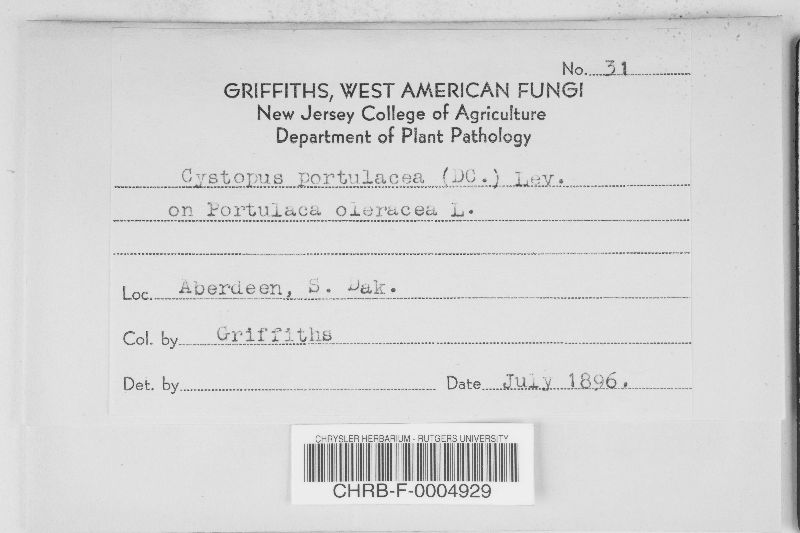 No. 31
GRIFFITHS, WEST AMERICAN FUNGI
New Jersey College of Agriculture
Department of Plant Pathology
Cystopus portulacea (DC.) Lev.
on Portulaca oleracea L.
Loc. Aberdeen, S. Dak.
Col. by Griffiths
Det. by Date July 1896.
CHRYSLER HERBARIUM - RUTGERS UNIVERSITY
CHRB-F-0004929